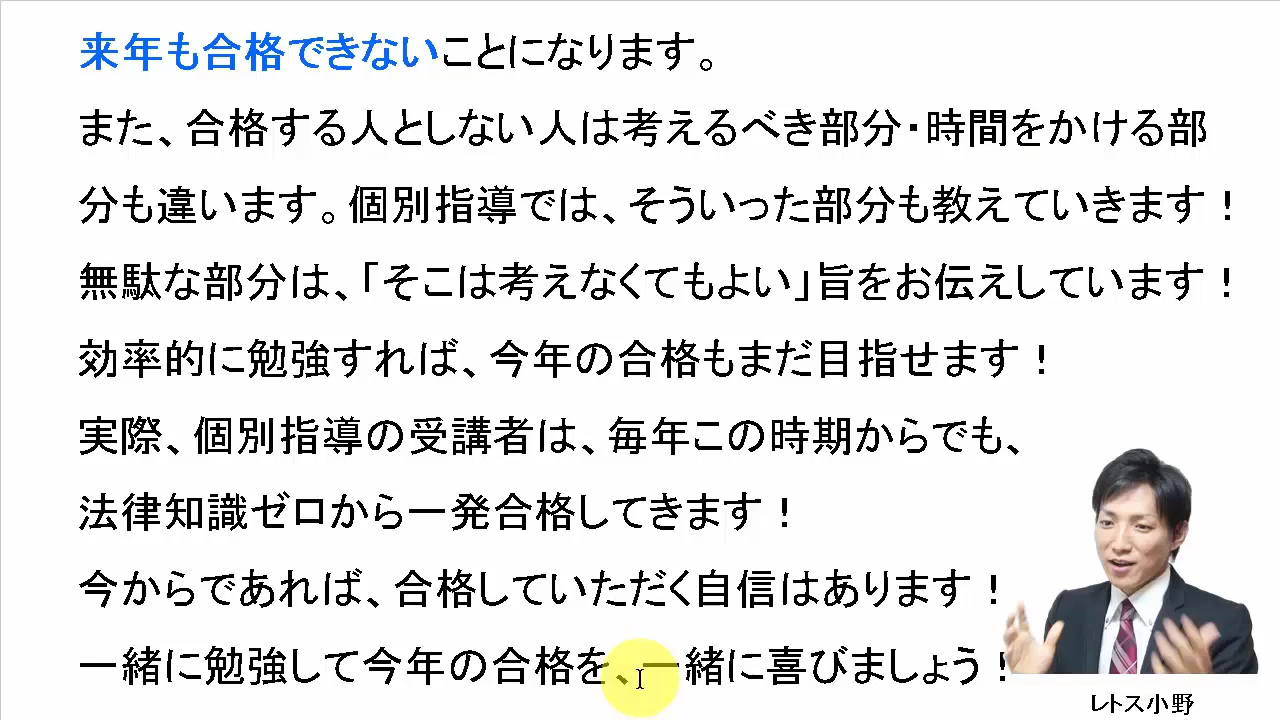 来年も合格できないことになります。
また、合格する人としない人は考えるべき部分・時間をかける部
分も違います。個別指導では、そういった部分も教えていきます！
無駄な部分は、「そこは考えなくてもよい」旨をお伝えしています！
効率的に勉強すれば、今年の合格もまだ目指せます！
実際、個別指導の受講者は、毎年この時期からでも、
法律知識ゼロから一発合格してきます！
今からであれば、合格していただく自信はあります！
一緒に勉強して今年の合格を、一緒に喜びましょう！
レトス小野